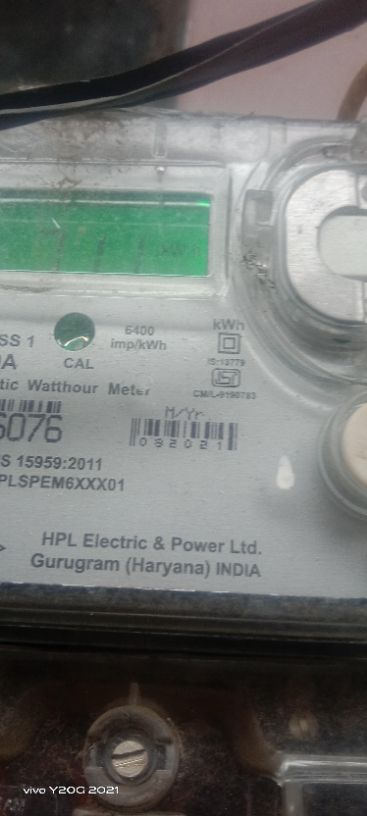 kWh
SS 1
6400
imp/kWh
0A
CAL
IS:13779
CM/L-9190783
tic Watthour Meter
6076
M/Yr
082021
S 15959:2011
PLSPEM6XXX01
HPL Electric & Power Ltd.
Gurugram (Haryana) INDIA
vivo Y20G 2021